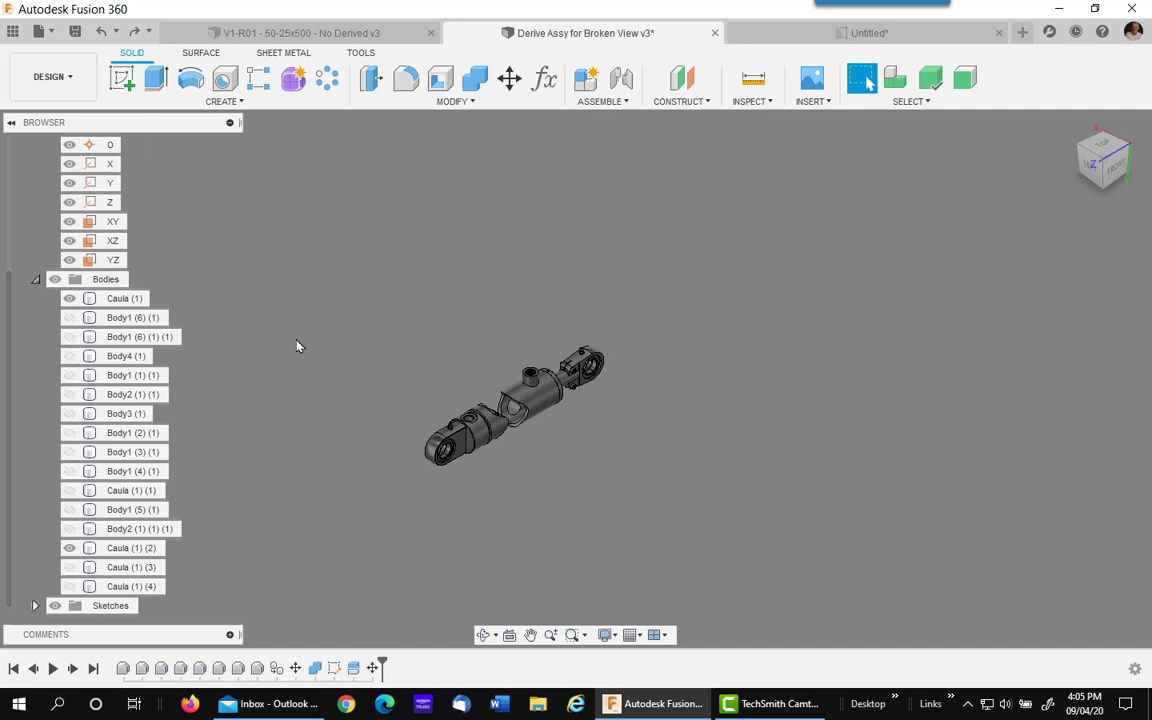 Autodesk Fusion 360
V1-R01 - 50-25x500 - No Derived v3
Derive Assy for Broken View v3*
Untitled*
DESIGN
SOLID SURFACE SHEET METAL TOOLS
fx
CREATE MODIFY ASSEMBLE CONSTRUCT INSPECT INSERT SELECT
BROWSER
O
X
Y
Z
XY
XZ
YZ
Bodies
Caula (1)
Body1 (6) (1)
Body1 (6) (1) (1)
Body4 (1)
Body1 (1) (1)
Body2 (1) (1)
Body3 (1)
Body1 (2) (1)
Body1 (3) (1)
Body1 (4) (1)
Caula (1) (1)
Body1 (5) (1)
Body2 (1) (1) (1)
Caula (1) (2)
Caula (1) (3)
Caula (1) (4)
Sketches
COMMENTS
TOP
FRONT
Z
Inbox - Outlook ...
Autodesk Fusion...
TechSmith Camt...
Desktop
Links
4:05 PM
09/04/20